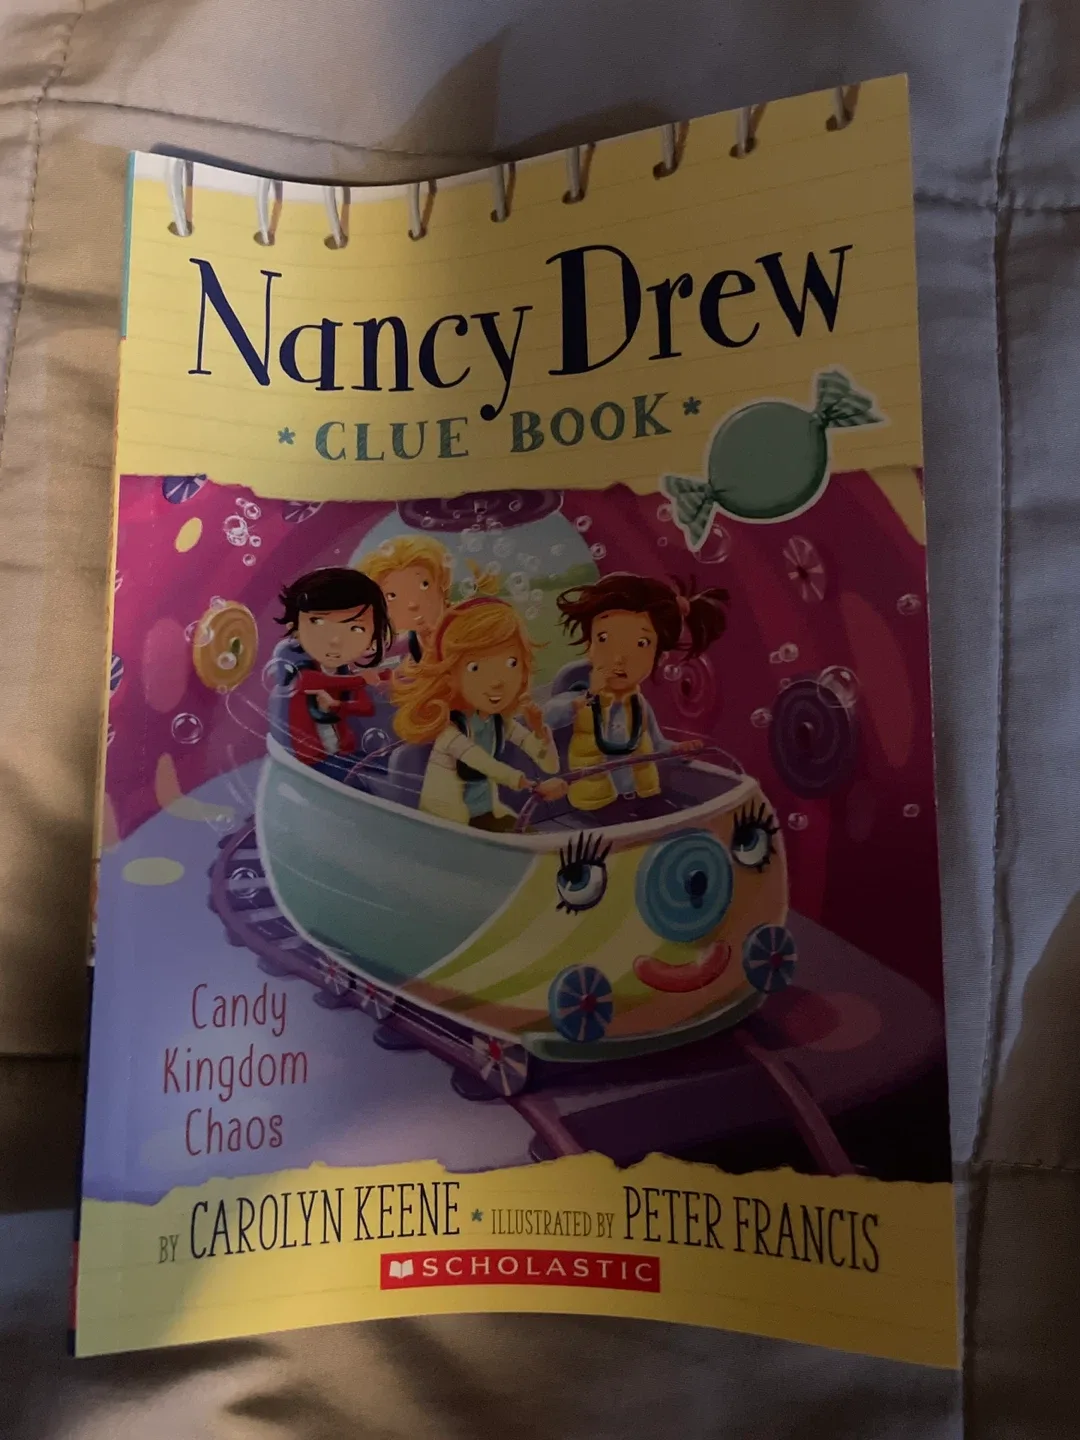 Nancy Drew
* CLUE BOOK *
Candy
Kingdom
Chaos
BY CAROLYN KEENE * ILLUSTRATED BY PETER FRANCIS
SCHOLASTIC